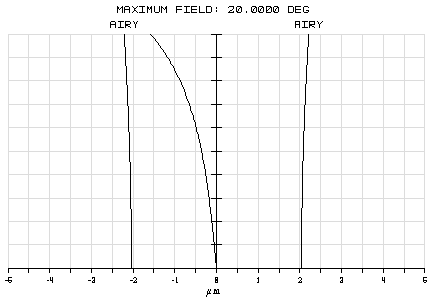 MAXIMUM FIELD: 20.0000 DEG
AIRY AIRY
-5 -4 -3 -2 -1 0 1 2 3 4 5
µm